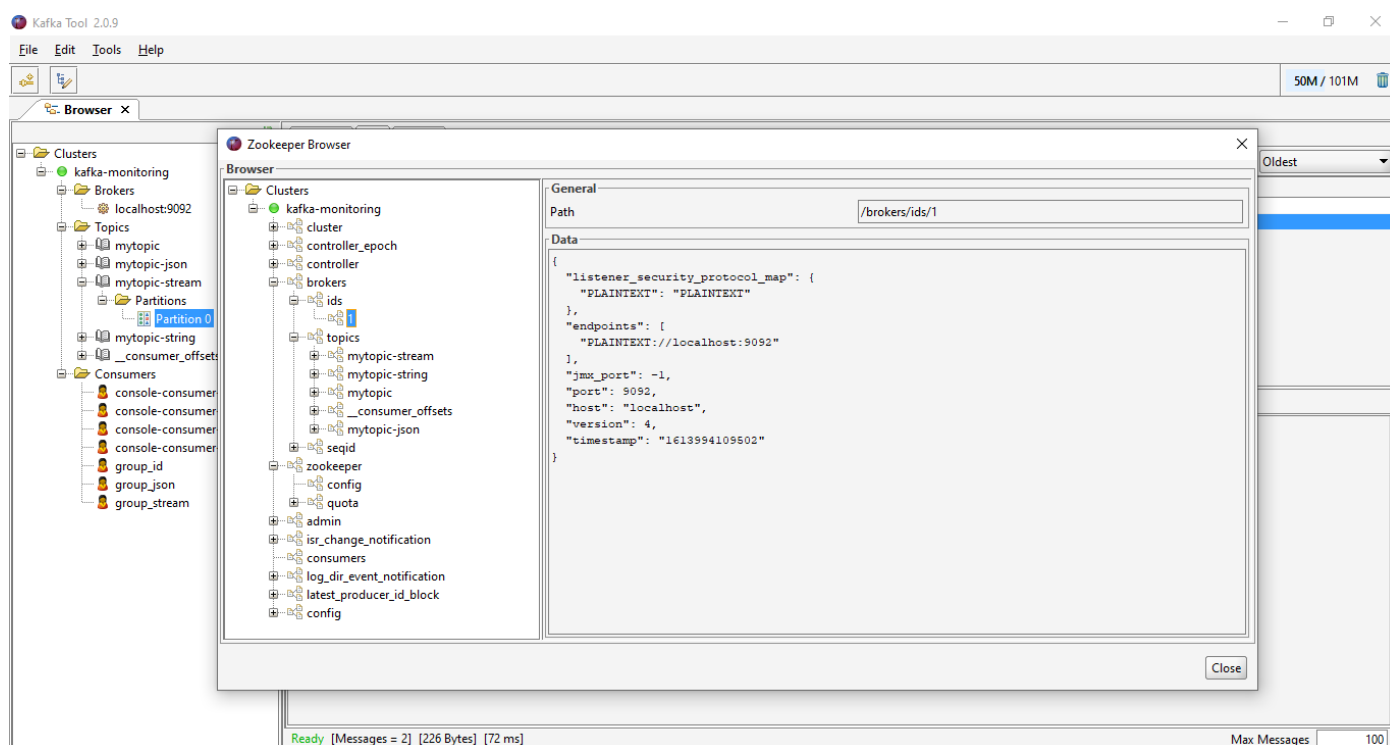 Kafka Tool 2.0.9
File Edit Tools Help
50M / 101M
Browser
Clusters
kafka-monitoring
Brokers
localhost:9092
Topics
mytopic
mytopic-json
mytopic-stream
Partitions
Partition 0
mytopic-string
__consumer_offsets
Consumers
console-consumer
console-consumer
console-consumer
console-consumer
group_id
group_json
group_stream
Oldest
Zookeeper Browser
Browser
Clusters
kafka-monitoring
cluster
controller_epoch
controller
brokers
ids
1
topics
mytopic-stream
mytopic-string
mytopic
__consumer_offsets
mytopic-json
seqid
zookeeper
config
quota
admin
isr_change_notification
consumers
log_dir_event_notification
latest_producer_id_block
config
General
Path /brokers/ids/1
Data
{
"listener_security_protocol_map": {
"PLAINTEXT": "PLAINTEXT"
},
"endpoints": [
"PLAINTEXT://localhost:9092"
],
"jmx_port": -1,
"port": 9092,
"host": "localhost",
"version": 4,
"timestamp": "1613994109502"
}
Close
Ready [Messages = 2] [226 Bytes] [72 ms]
Max Messages 100